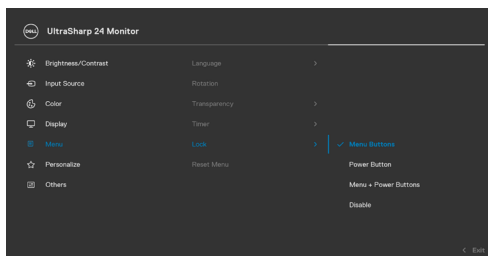 DELL UltraSharp 24 Monitor
Brightness/Contrast Language >
Input Source Rotation
Color Transparency >
Display Timer >
Menu Lock > ✓ Menu Buttons
Personalize Reset Menu Power Button
Others Menu + Power Buttons
Disable
< Exit